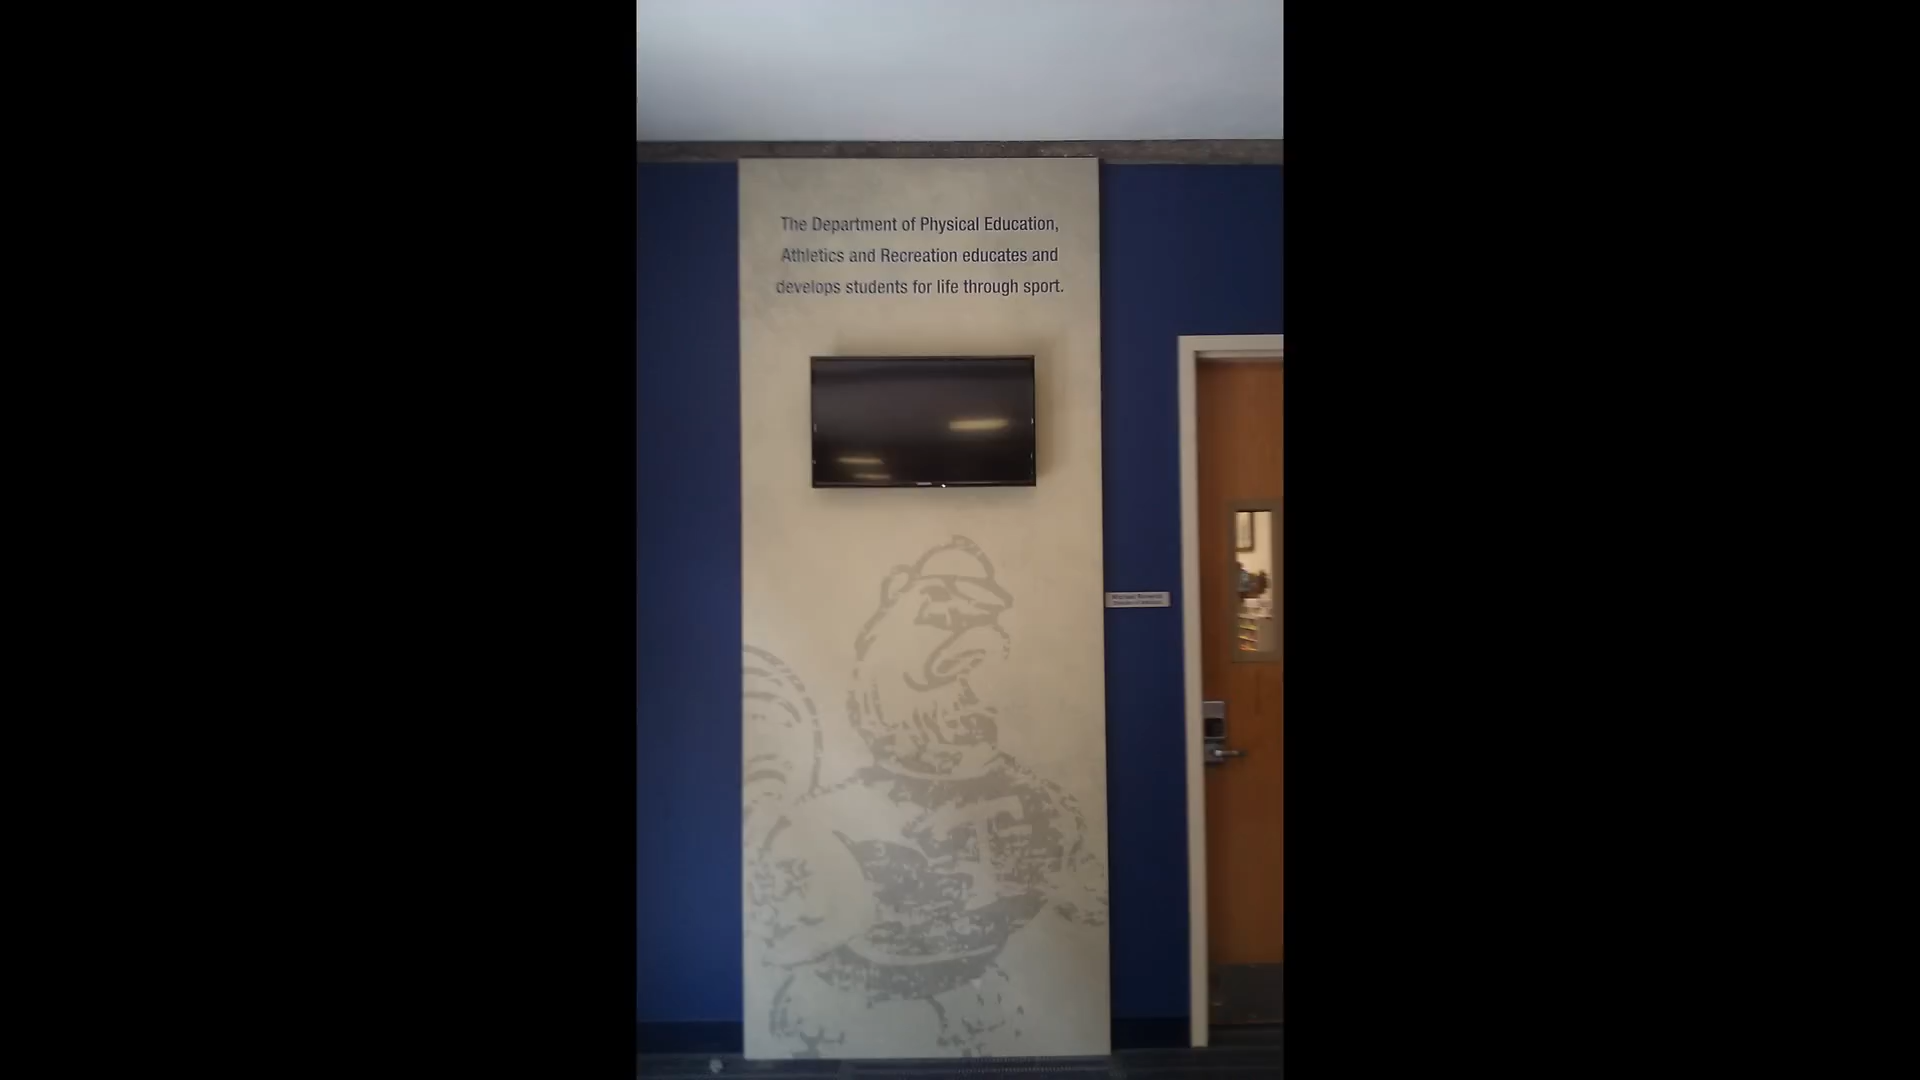 The Department of Physical Education,
Athletics and Recreation educates and
develops students for life through sport.
T